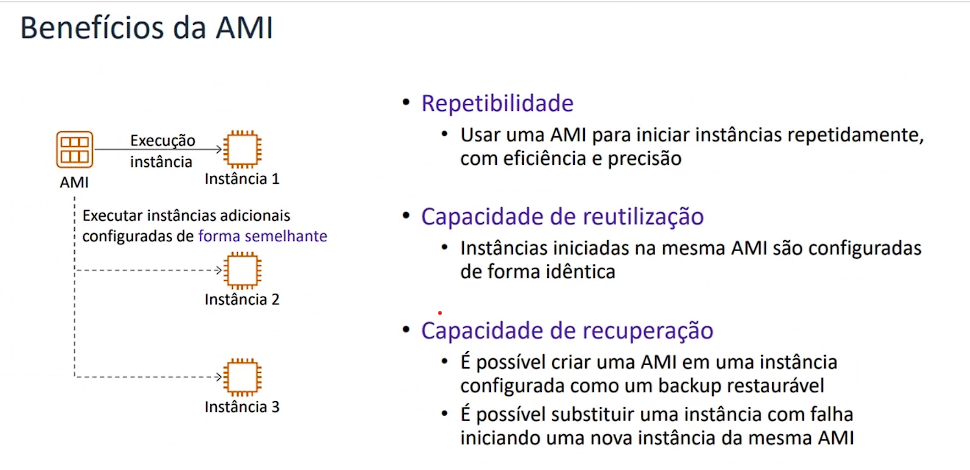 Benefícios da AMI
Execução
instância
AMI
Instância 1
Executar instâncias adicionais
configuradas de forma semelhante
Instância 2
Instância 3
• Repetibilidade
• Usar uma AMI para iniciar instâncias repetidamente,
com eficiência e precisão
• Capacidade de reutilização
• Instâncias iniciadas na mesma AMI são configuradas
de forma idêntica
• Capacidade de recuperação
• É possível criar uma AMI em uma instância
configurada como um backup restaurável
• É possível substituir uma instância com falha
iniciando uma nova instância da mesma AMI